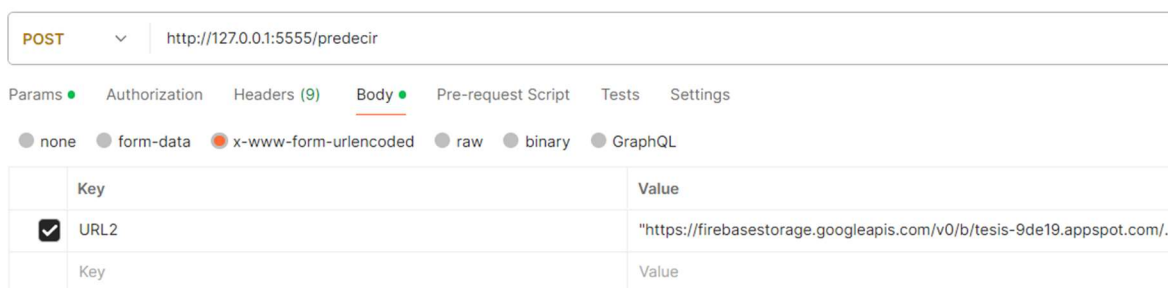 POST http://127.0.0.1:5555/predecir
Params Authorization Headers (9) Body Pre-request Script Tests Settings
none form-data x-www-form-urlencoded raw binary GraphQL
Key Value
URL2 "https://firebasestorage.googleapis.com/v0/b/tesis-9de19.appspot.com/.
Key Value